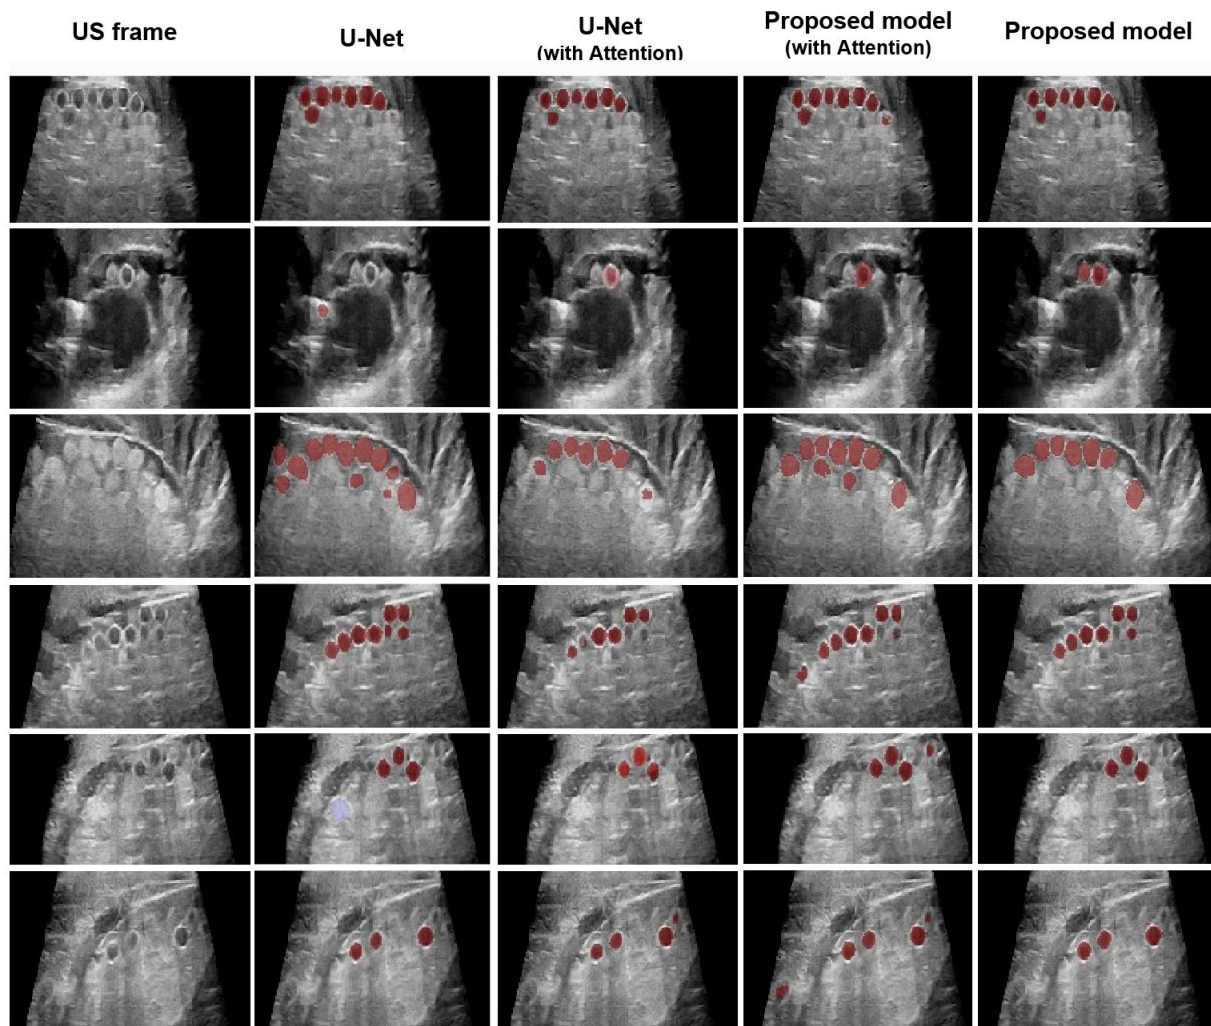 US frame
U-Net
U-Net
(with Attention)
Proposed model
(with Attention)
Proposed model